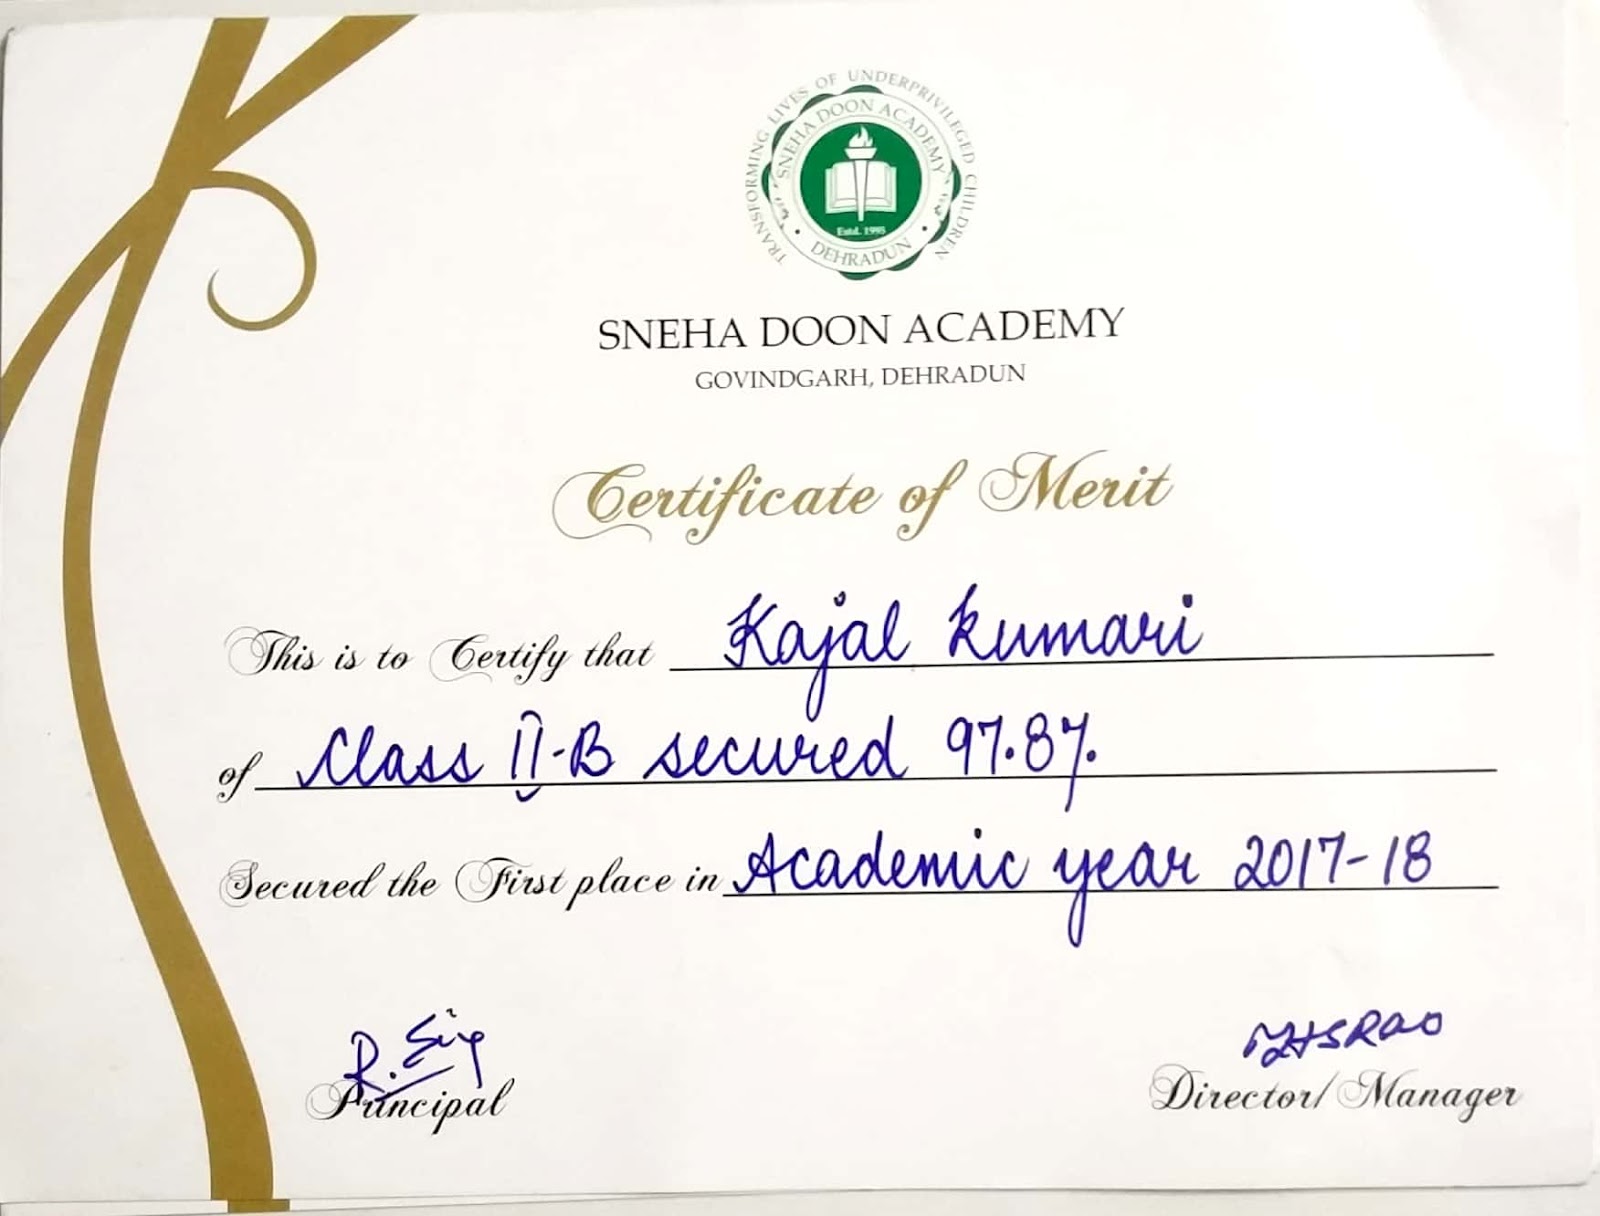 TRANSFORMING LIVES OF UNDERPRIVILEGED CHILDREN
SNEHA DOON ACADEMY
Estd. 1995
DEHRADUN
SNEHA DOON ACADEMY
GOVINDGARH, DEHRADUN
Certificate of Merit
This is to Certify that Kajal Kumari
of Class II-B secured 97.8%.
Secured the First place in Academic year 2017-18
R. Sing
Principal Director/Manager